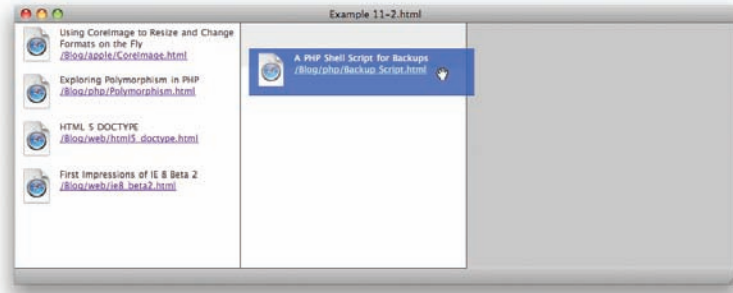 Example 11-2.html
Using CoreImage to Resize and Change
Formats on the Fly
/Blog/apple/CoreImage.html
Exploring Polymorphism in PHP
/Blog/php/Polymorphism.html
HTML 5 DOCTYPE
/Blog/web/html5_doctype.html
First Impressions of IE 8 Beta 2
/Blog/web/ie8_beta2.html
A PHP Shell Script for Backups
/Blog/php/Backup_Script.html